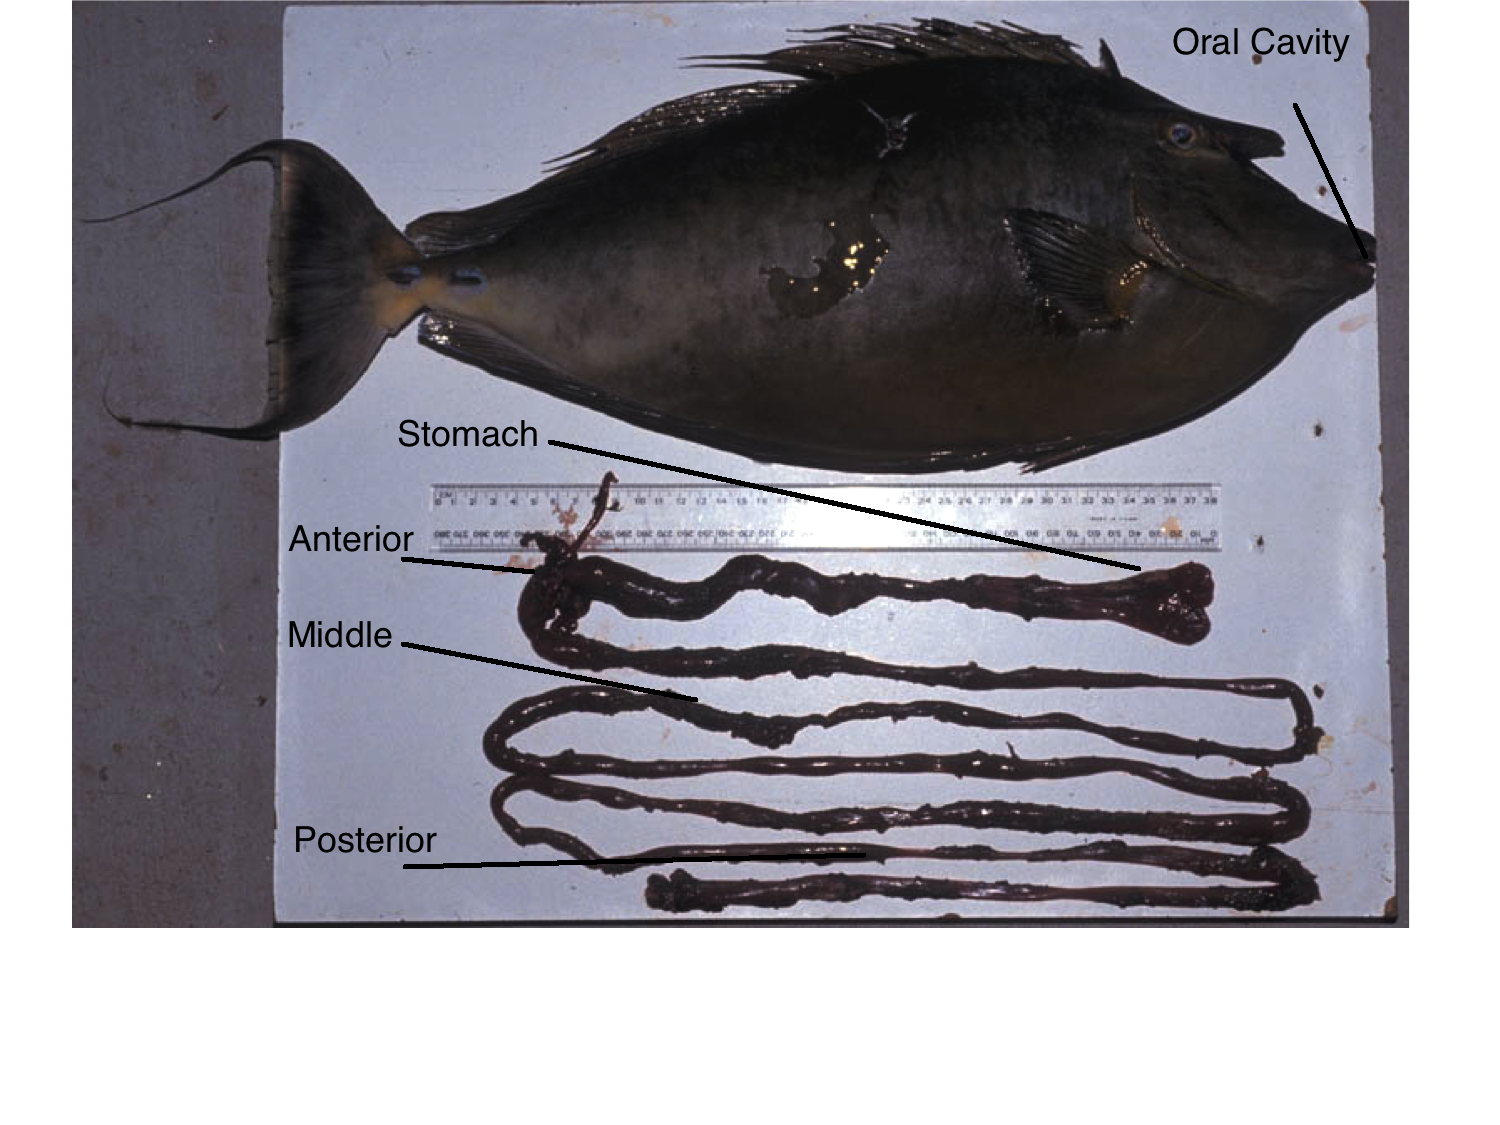 Oral Cavity
Stomach
Anterior
Middle
Posterior